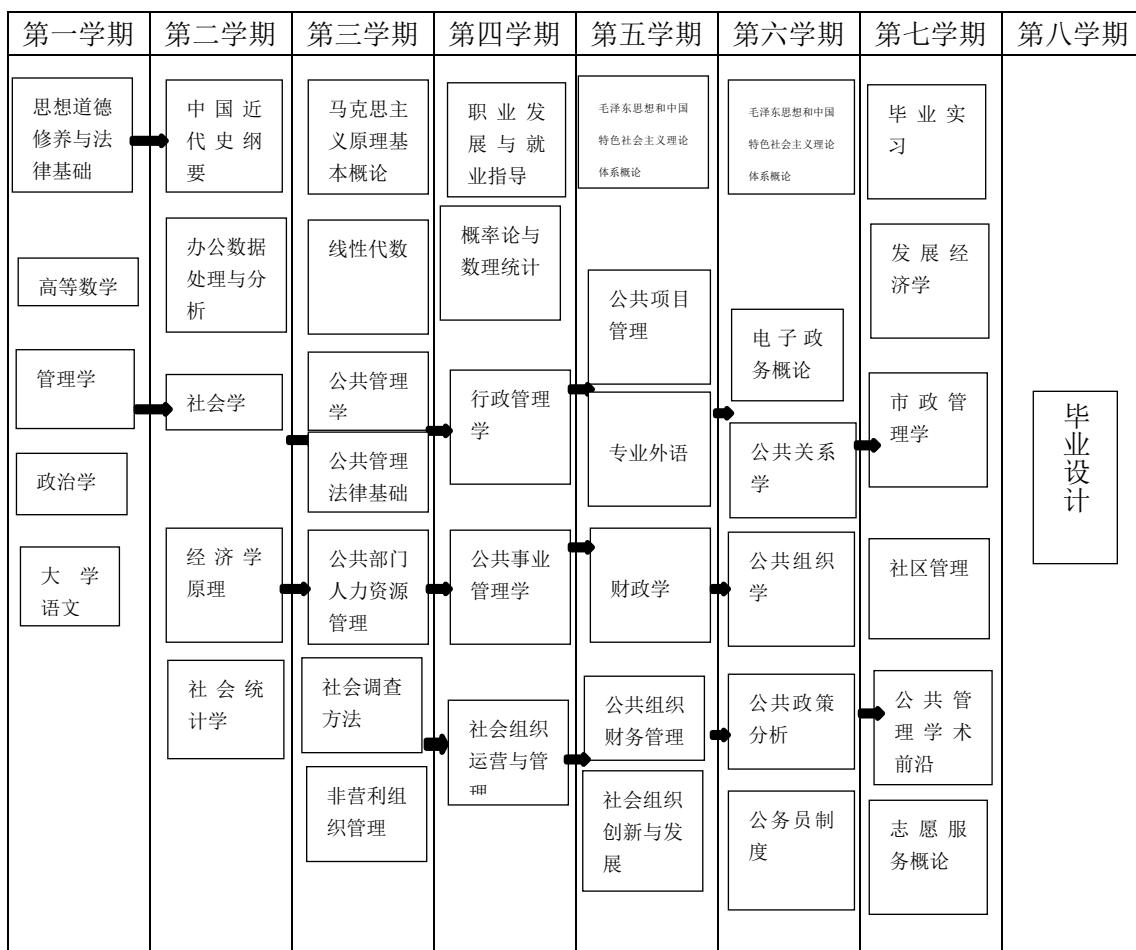 第一学期 第二学期 第三学期 第四学期 第五学期 第六学期 第七学期 第八学期
思想道德
修养与法
律基础
高等数学
管理学
政治学
大学
语文
中国近
代史纲
要
办公数据
处理与分
析
社会学
经济学
原理
社会统
计学
马克思主
义原理基
本概论
线性代数
公共管理
学
公共管理
法律基础
公共部门
人力资源
管理
社会调查
方法
非营利组
织管理
职业发
展与就
业指导
概率论与
数理统计
行政管理
学
公共事业
管理学
社会组织
运营与管
理
毛泽东思想和中国
特色社会主义理论
体系概论
公共项目
管理
专业外语
财政学
公共组织
财务管理
社会组织
创新与发
展
毛泽东思想和中国
特色社会主义理论
体系概论
电子政
务概论
公共关系
学
公共组织
学
公共政策
分析
公务员制
度
毕业实
习
发展经
济学
市政管
理学
社区管理
公共管
理学术
前沿
志愿服
务概论
毕业设计